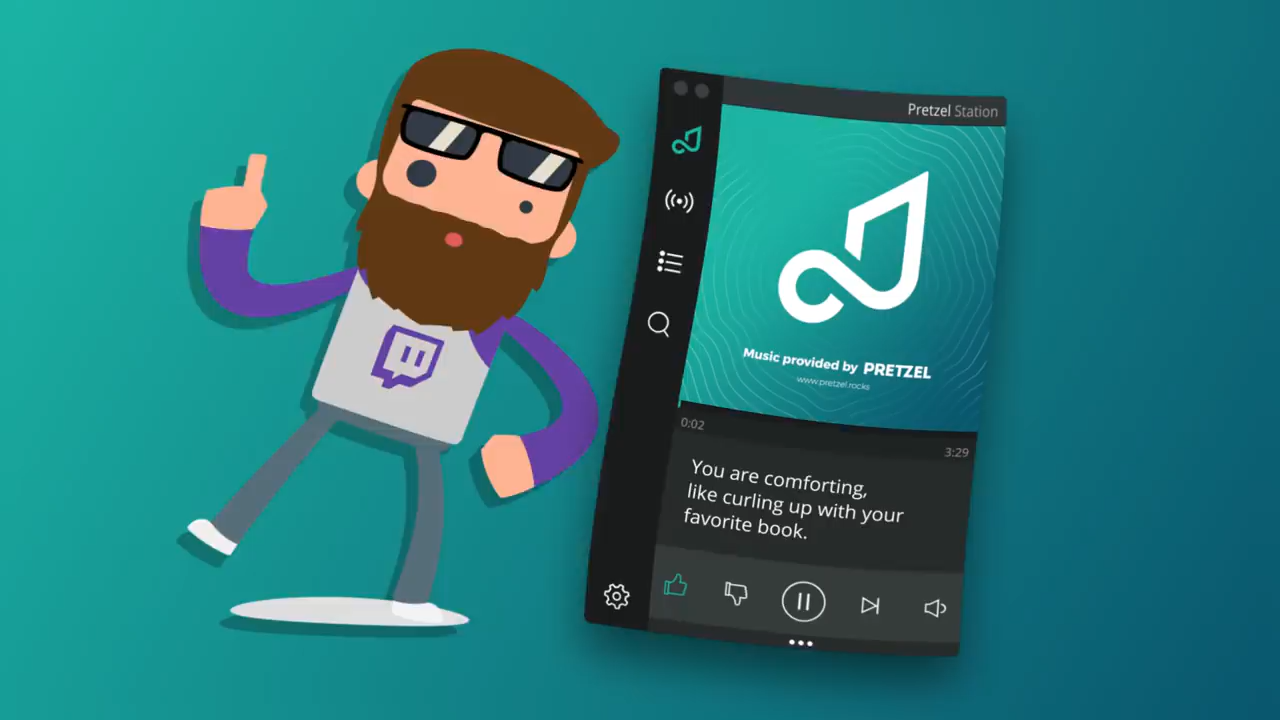 Pretzel Station
Music provided by PRETZEL
www.pretzel.rocks
0:02
3:29
You are comforting,
like curling up with your
favorite book.